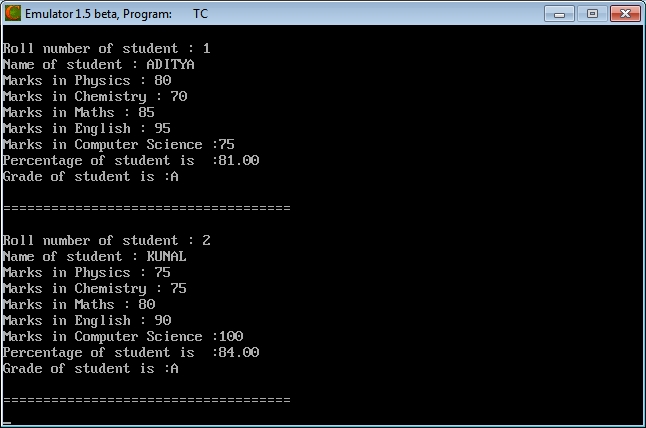 Emulator 1.5 beta, Program: TC
Roll number of student : 1
Name of student : ADITYA
Marks in Physics : 80
Marks in Chemistry : 70
Marks in Maths : 85
Marks in English : 95
Marks in Computer Science :75
Percentage of student is  :81.00
Grade of student is :A
====================================
Roll number of student : 2
Name of student : KUNAL
Marks in Physics : 75
Marks in Chemistry : 75
Marks in Maths : 80
Marks in English : 90
Marks in Computer Science :100
Percentage of student is  :84.00
Grade of student is :A
====================================
_